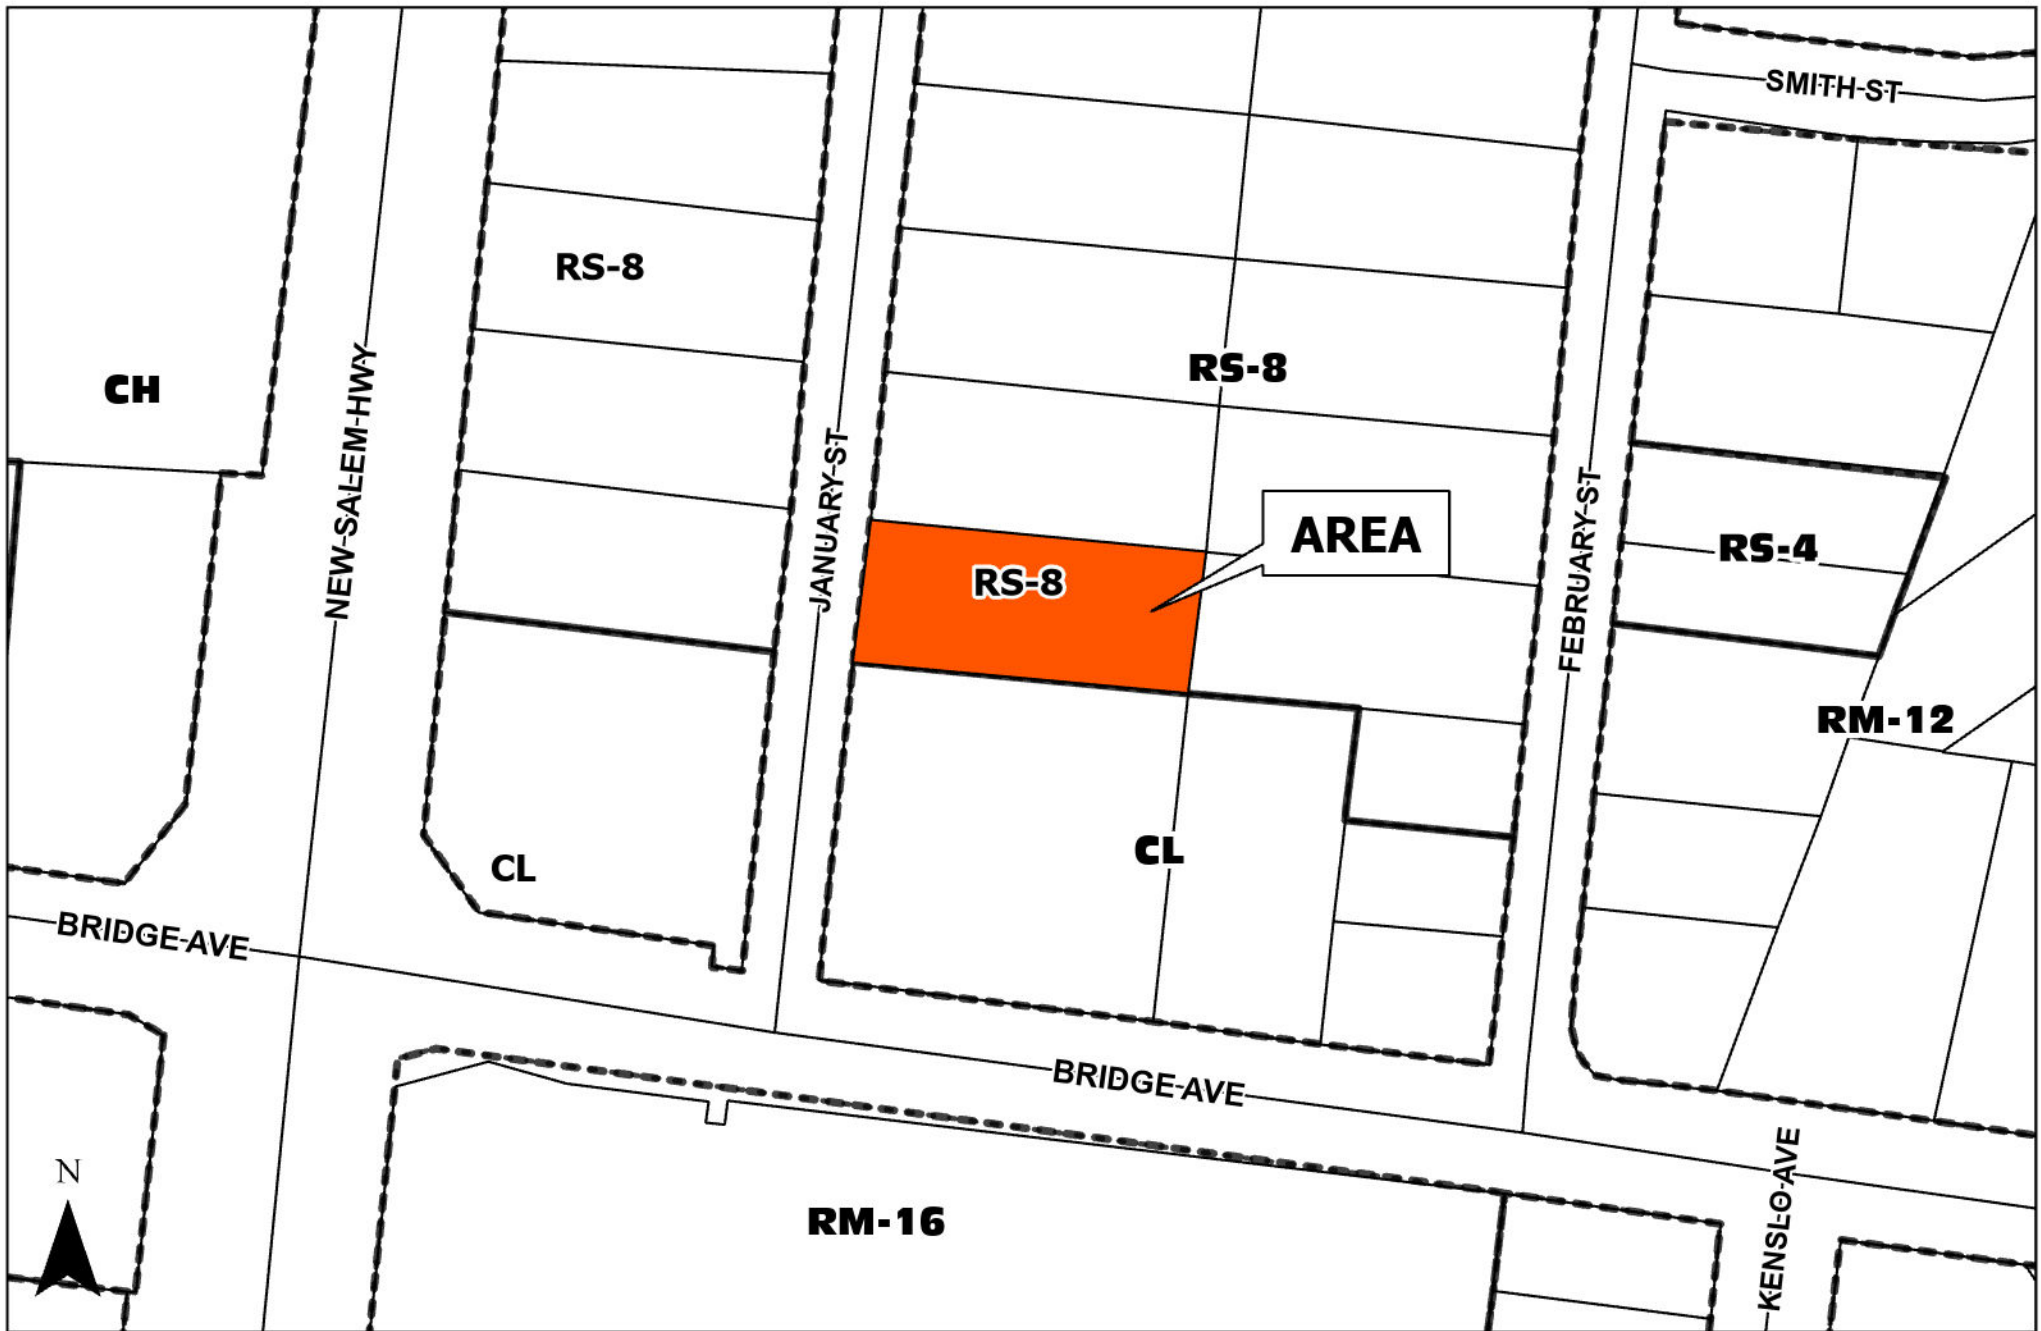 SMITH ST
RS-8
RS-8
CH
NEW SALEM HWY
JANUARY ST
FEBRUARY ST
AREA
RS-8
RS-4
RM-12
CL
CL
BRIDGE AVE
BRIDGE AVE
KENSLO AVE
N
RM-16